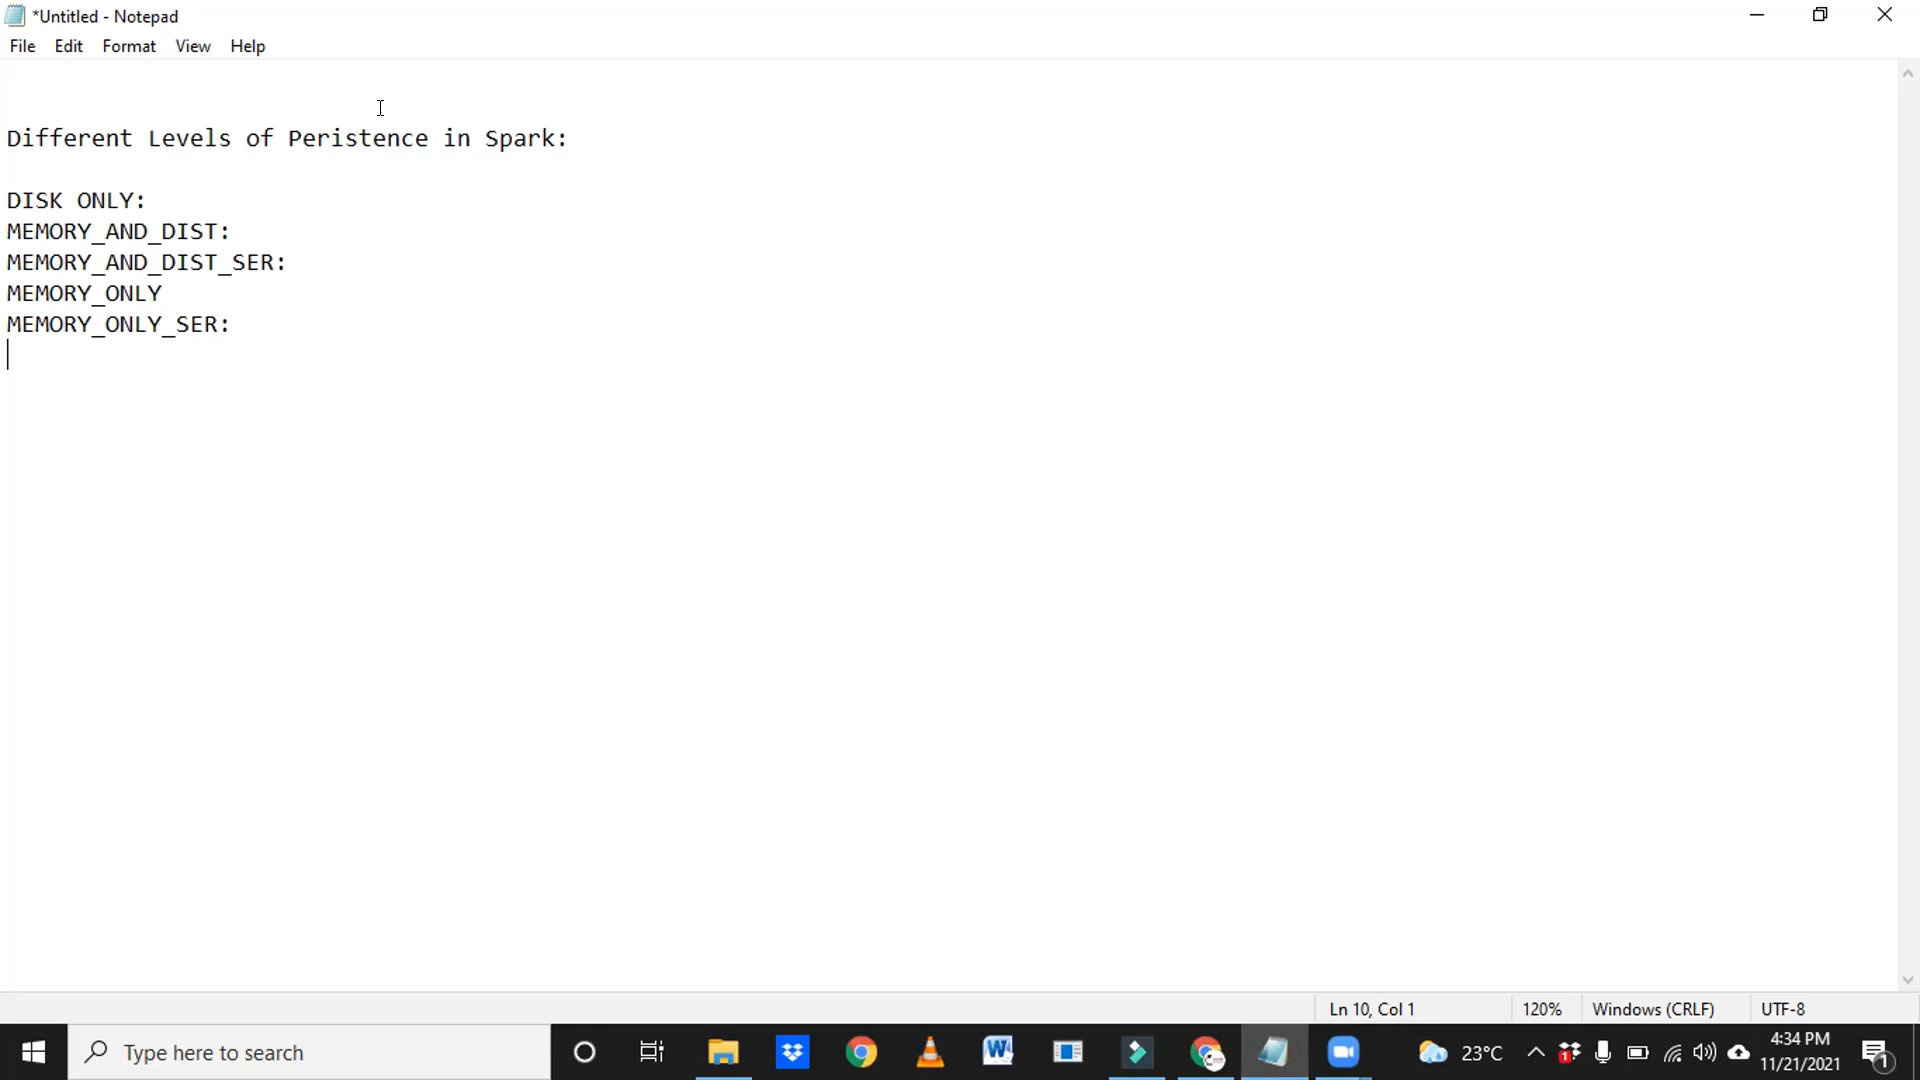 *Untitled - Notepad
File Edit Format View Help
Different Levels of Peristence in Spark:
DISK ONLY:
MEMORY_AND_DIST:
MEMORY_AND_DIST_SER:
MEMORY_ONLY
MEMORY_ONLY_SER:
Ln 10, Col 1 120% Windows (CRLF) UTF-8
Type here to search
W
1
23°C
4:34 PM
11/21/2021
1